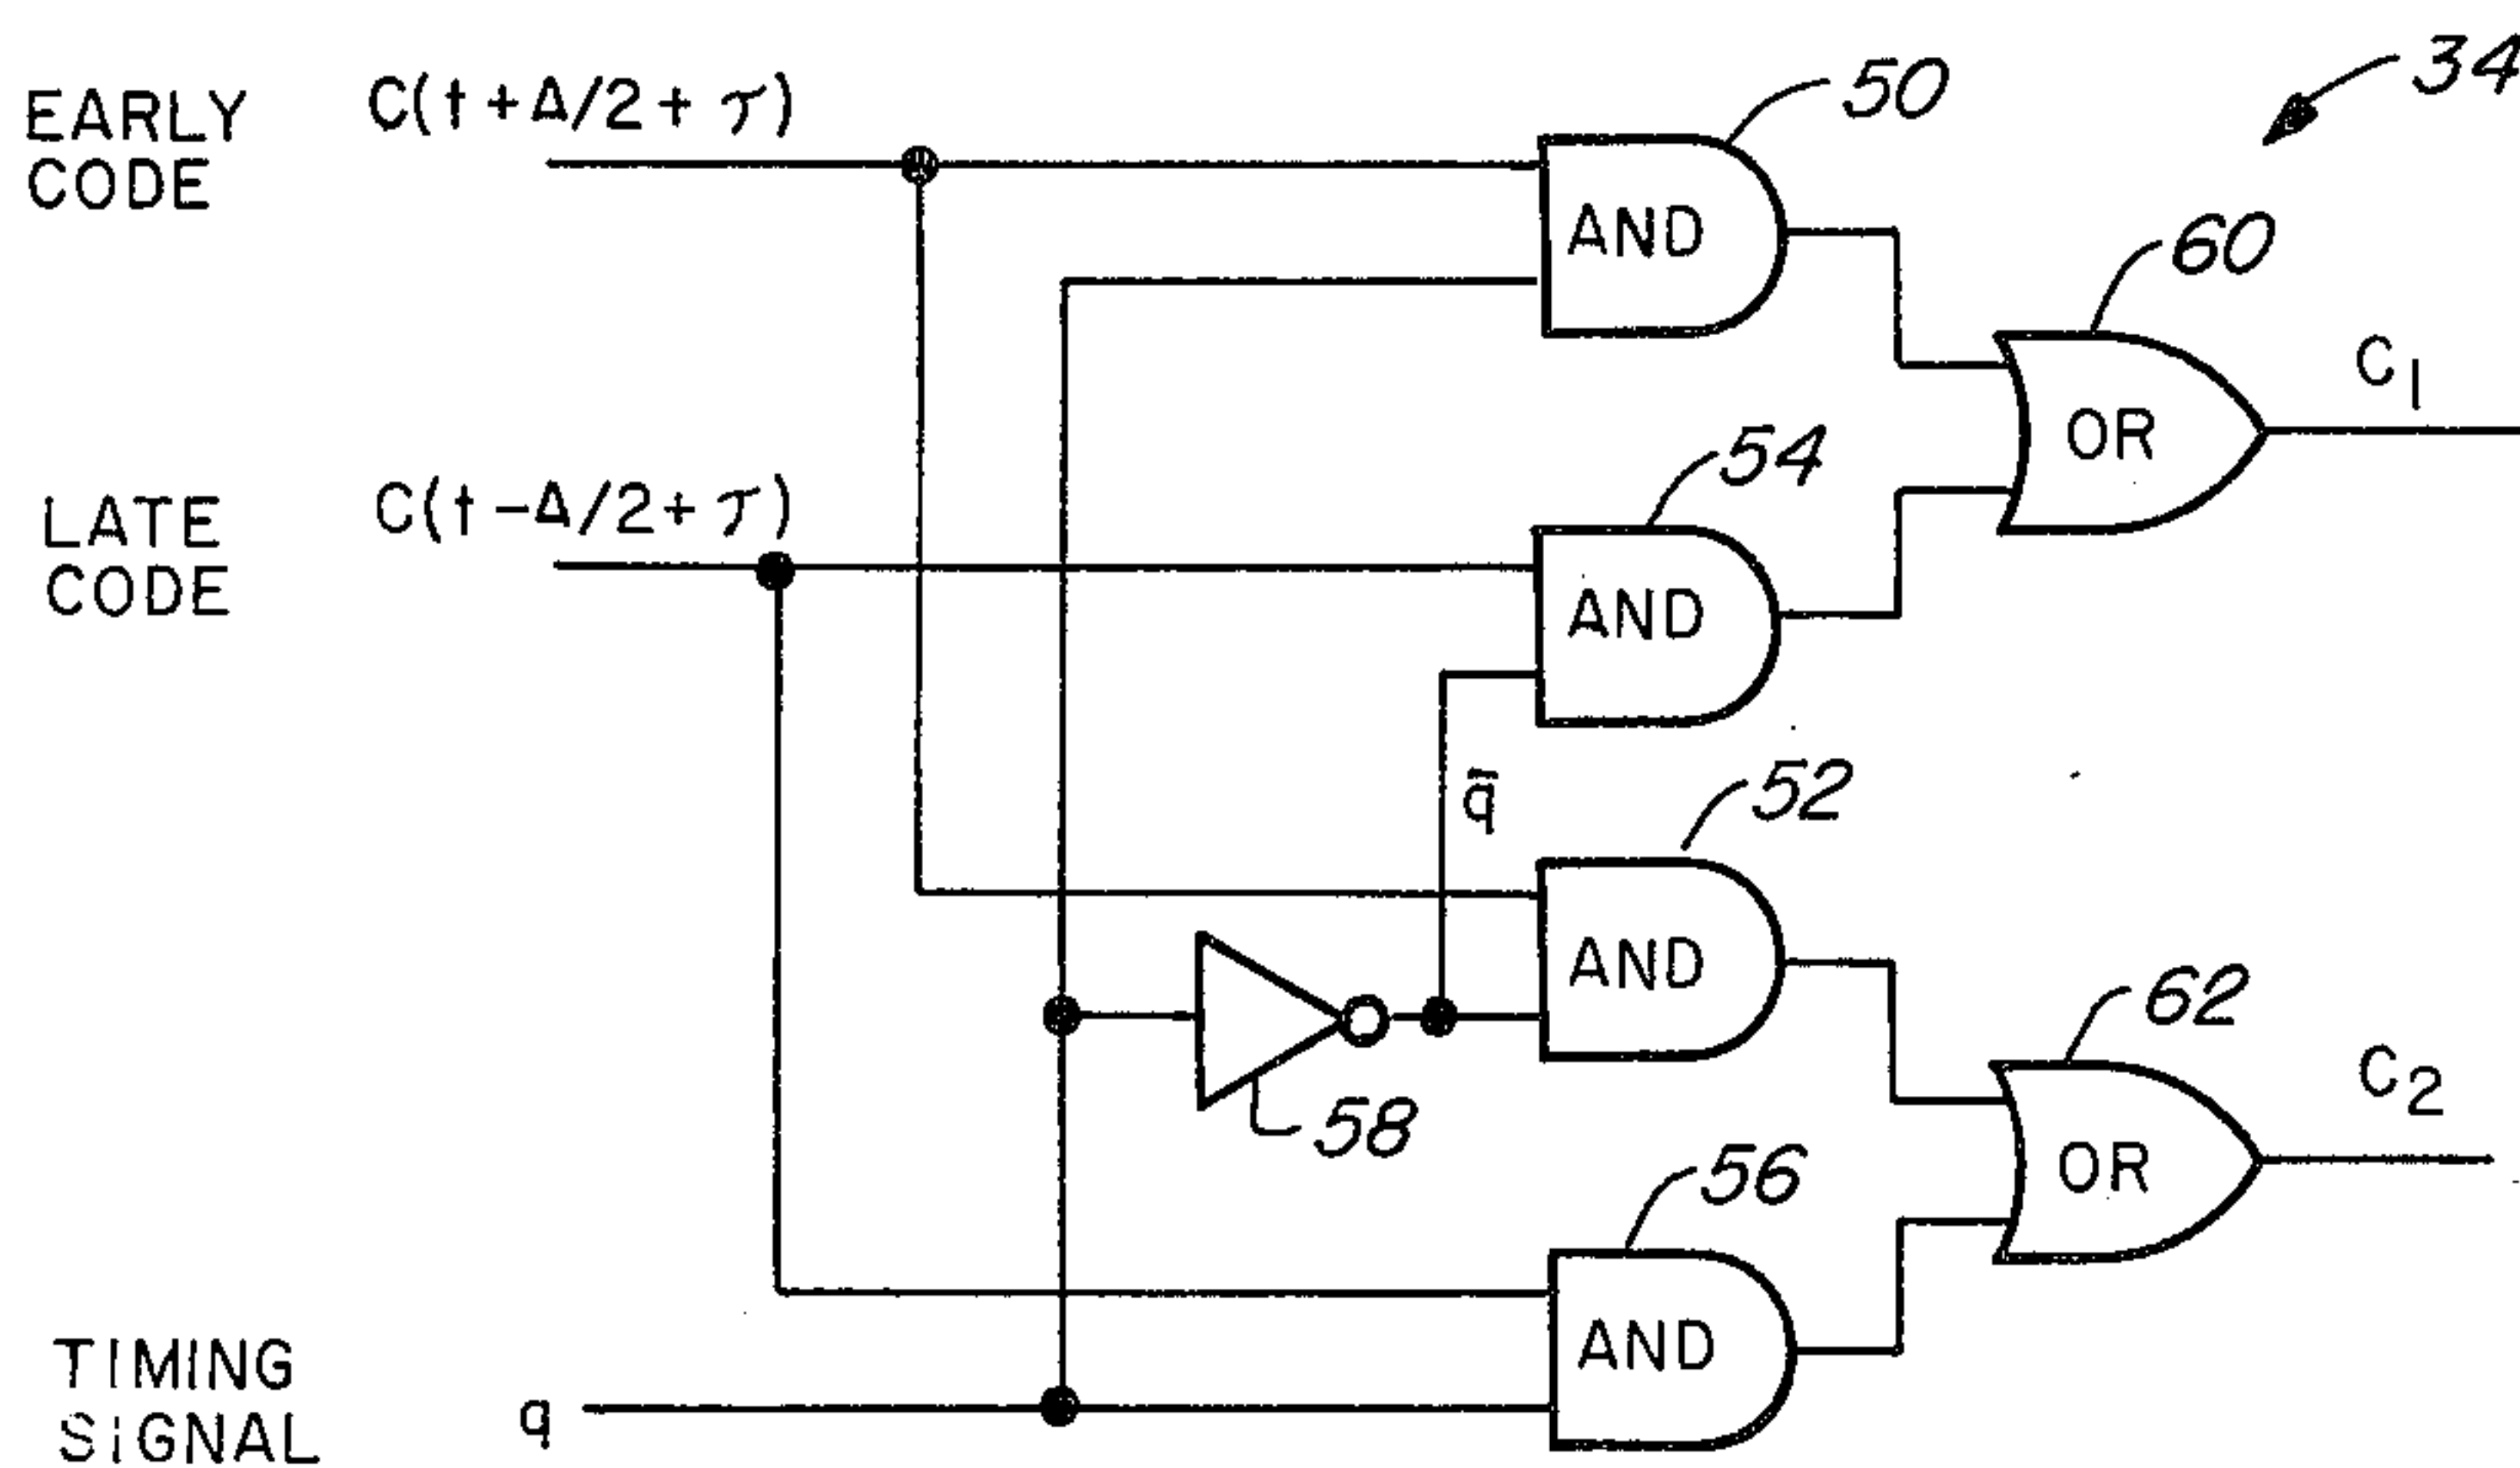 EARLY
CODE
C(t+Δ/2+τ)
50
34
AND
60
C1
OR
LATE
CODE
C(t-Δ/2+τ)
54
AND
q̄
52
AND
58
62
C2
OR
56
AND
TIMING
SIGNAL
q